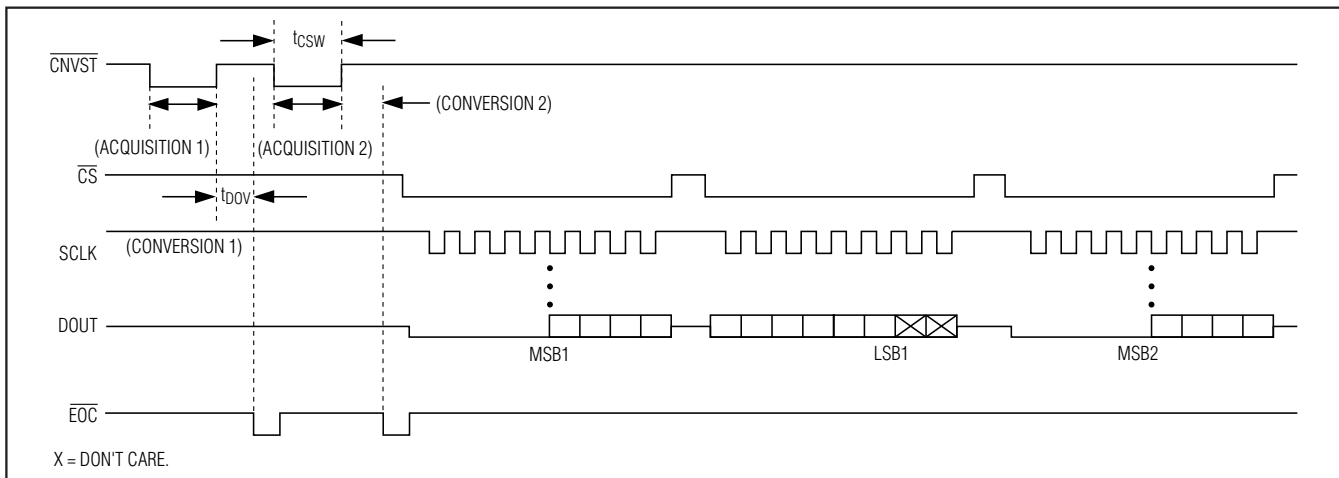 tCSW
CNVST
(CONVERSION 2)
(ACQUISITION 1)
(ACQUISITION 2)
CS
tDOV
(CONVERSION 1)
SCLK
DOUT
MSB1
LSB1
MSB2
EOC
X = DON'T CARE.